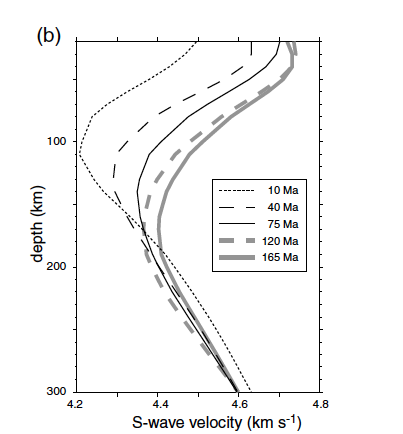 (b)
100
200
300
depth (km)
10 Ma
40 Ma
75 Ma
120 Ma
165 Ma
4.2 4.4 4.6 4.8
S-wave velocity (km s-1)